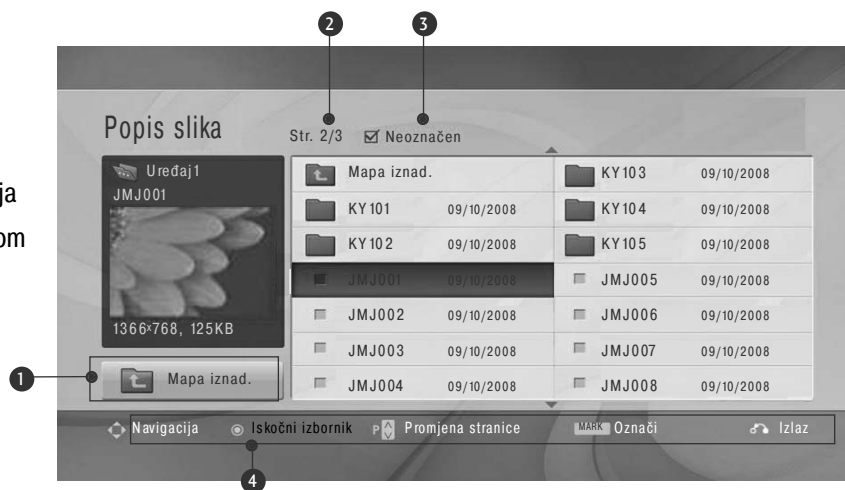 2 3
Popis slika
Str. 2/3 Neoznačen
Uređaj1
JMJ001
1366x768, 125KB
Mapa iznad.
Mapa iznad. KY103 09/10/2008
KY101 09/10/2008 KY104 09/10/2008
KY102 09/10/2008 KY105 09/10/2008
JMJ001 09/10/2008 JMJ005 09/10/2008
JMJ002 09/10/2008 JMJ006 09/10/2008
JMJ003 09/10/2008 JMJ007 09/10/2008
JMJ004 09/10/2008 JMJ008 09/10/2008
ja
om
1
Navigacija Iskočni izbornik P Promjena stranice MARK Označi Izlaz
4